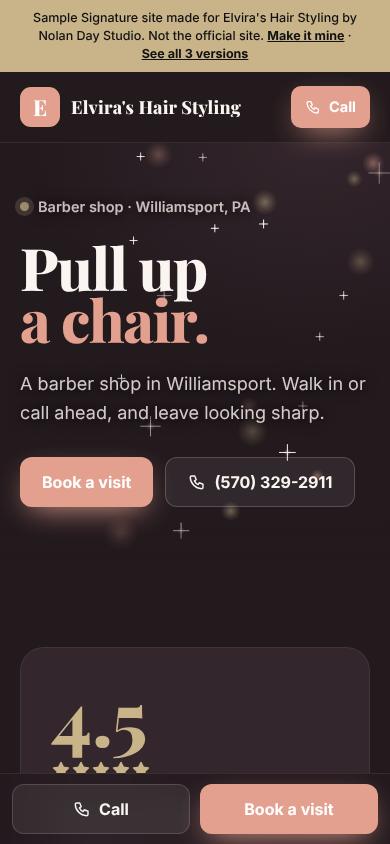 Sample Signature site made for Elvira's Hair Styling by
Nolan Day Studio. Not the official site. Make it mine ·
See all 3 versions
E
Elvira's Hair Styling
Call
Barber shop · Williamsport, PA
Pull up
a chair.
A barber shop in Williamsport. Walk in or
call ahead, and leave looking sharp.
Book a visit
(570) 329-2911
4.5
Call
Book a visit